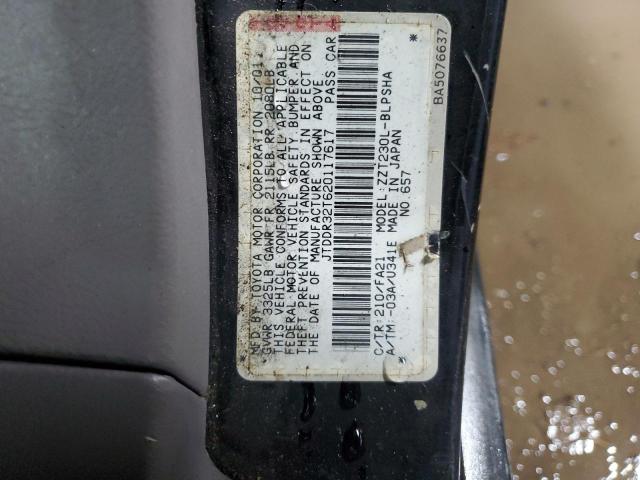 MFD. BY TOYOTA MOTOR CORPORATION 10/01
GVWR 3325LB GAWR FR 2115LB RR 2080LB
THIS VEHICLE CONFORMS TO ALL APPLICABLE
FEDERAL MOTOR VEHICLE SAFETY, BUMPER, AND
THEFT PREVENTION STANDARDS IN EFFECT ON
THE DATE OF MANUFACTURE SHOWN ABOVE.
JTDDR32T620117617 PASS CAR
* *
C/TR: 210/FA21 MODEL: ZZT230L-BLPSHA
A/TM: -03A/U341E MADE IN JAPAN
NO. 657
BA5076637